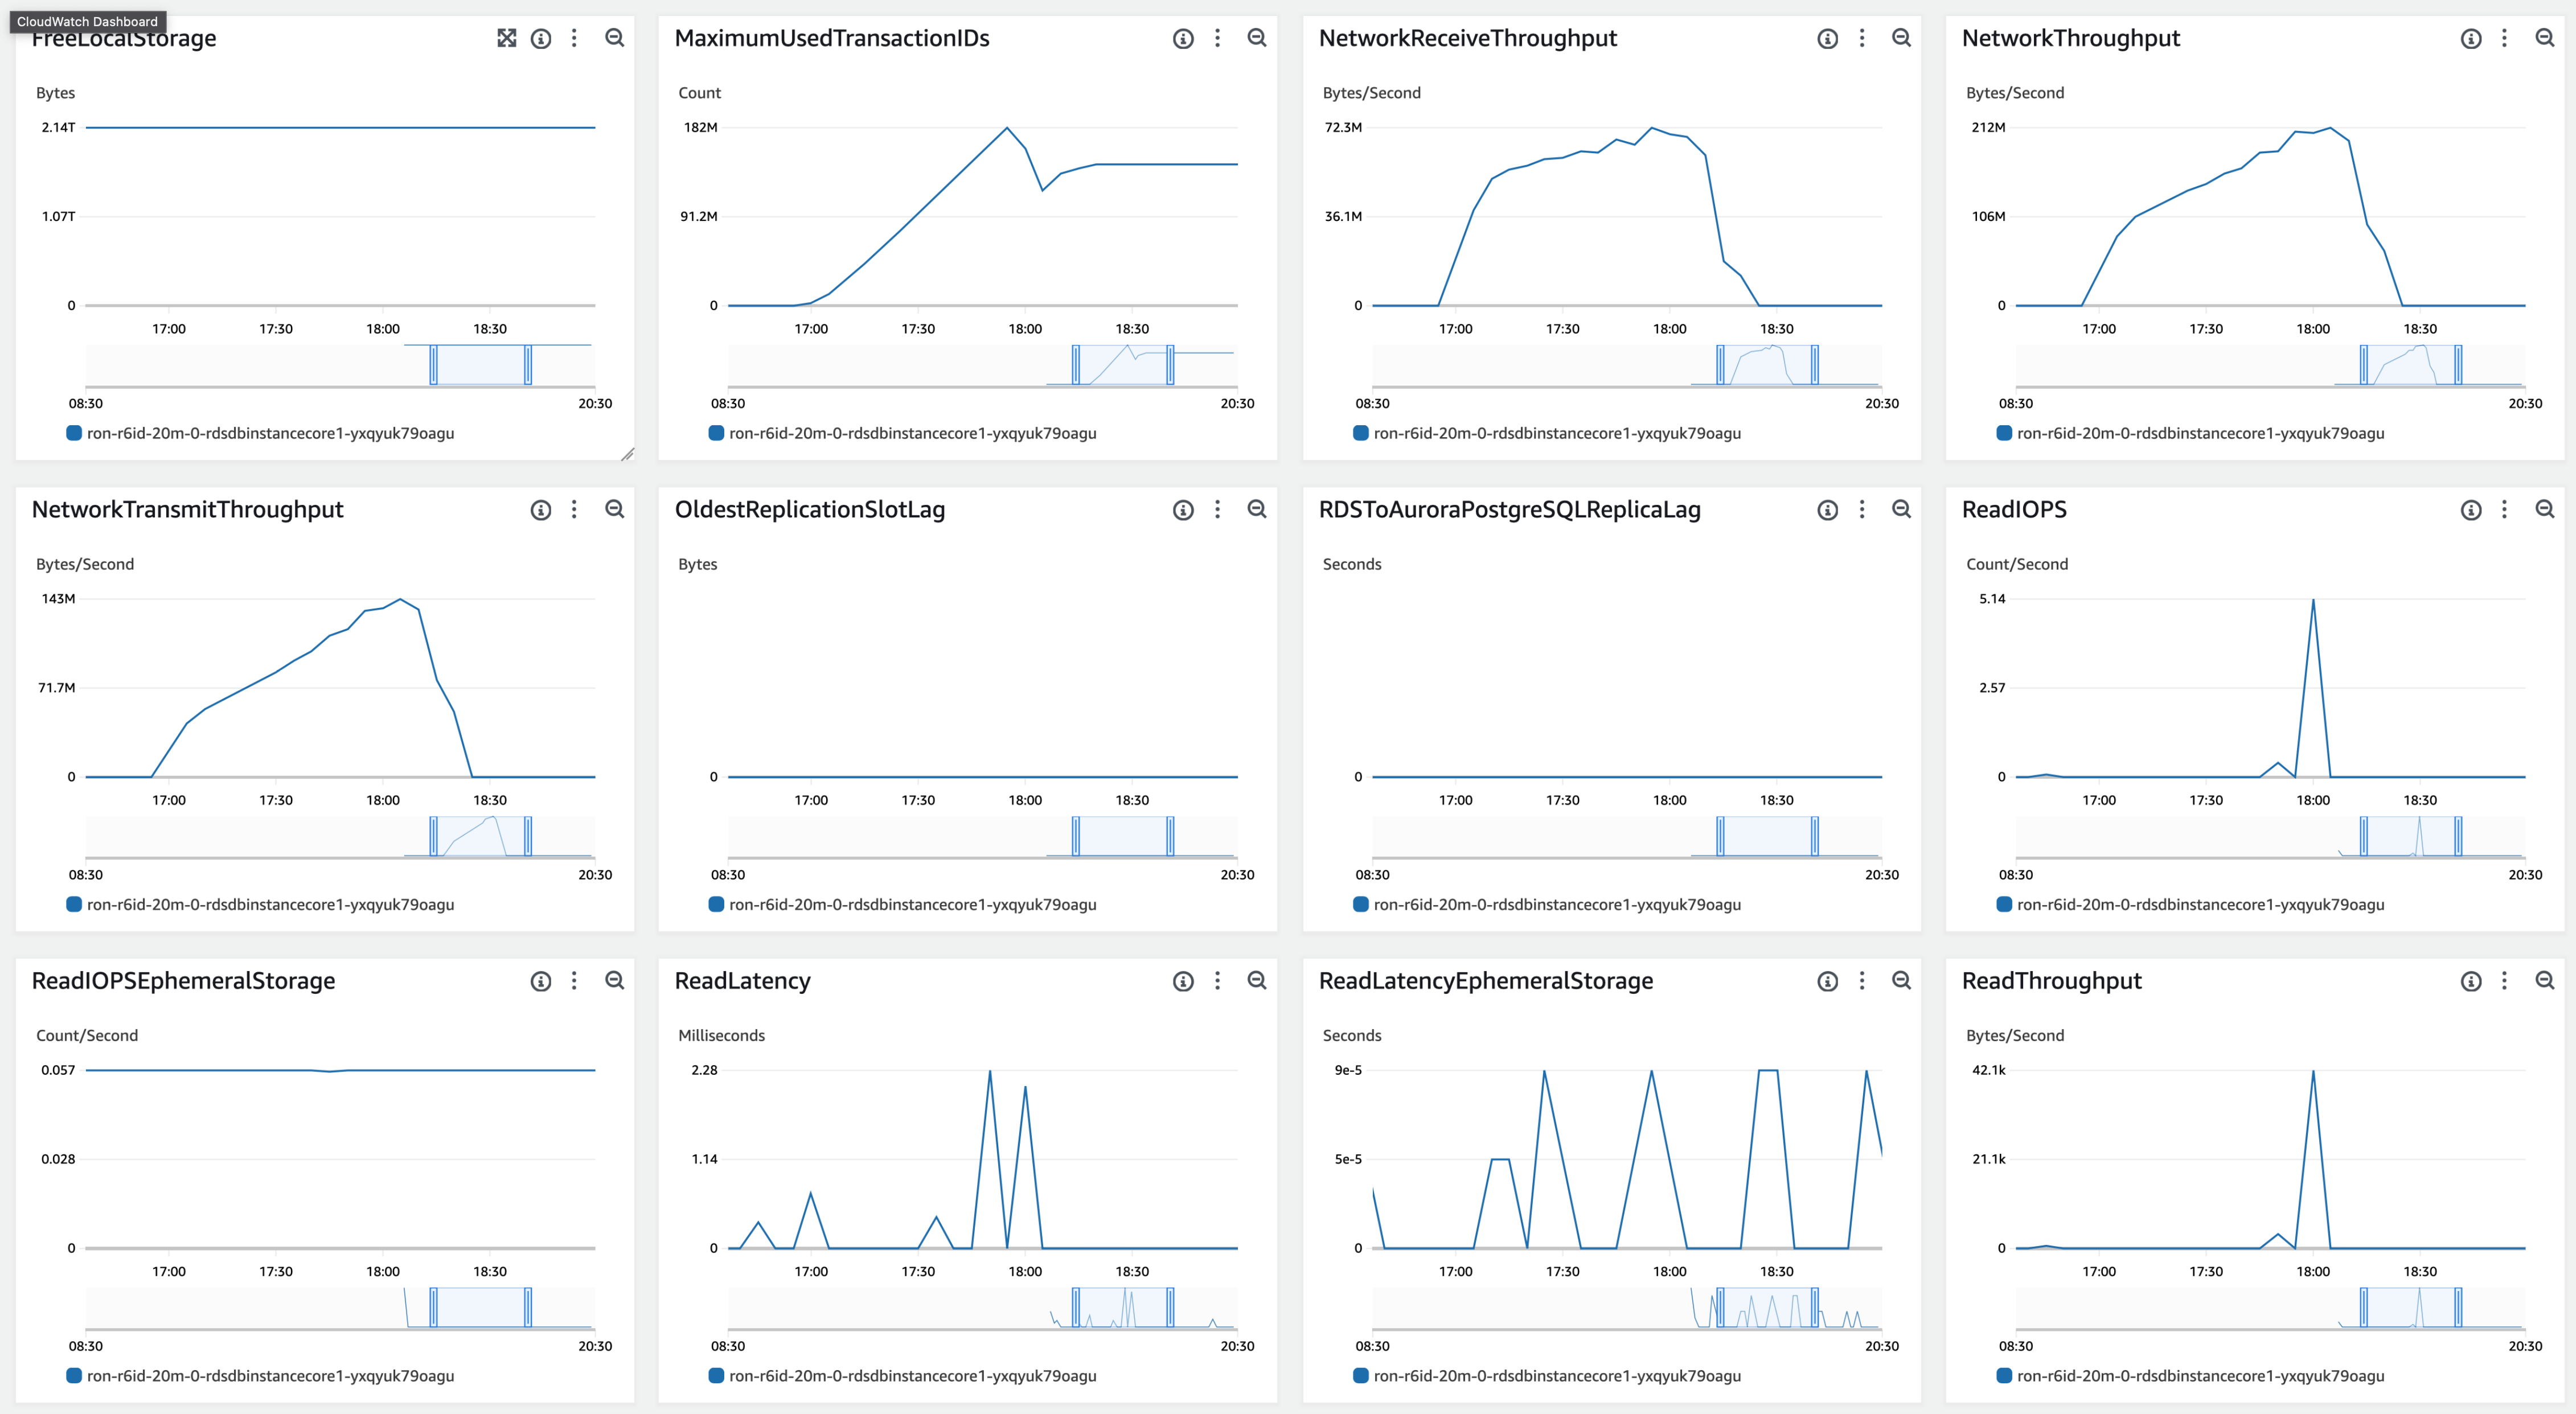 CloudWatch Dashboard
FreeLocalStorage
Bytes
2.14T
1.07T
0
17:00 17:30 18:00 18:30
08:30 20:30
ron-r6id-20m-0-rdsdbinstancecore1-yxqyuk79oagu
MaximumUsedTransactionIDs
Count
182M
91.2M
0
17:00 17:30 18:00 18:30
08:30 20:30
ron-r6id-20m-0-rdsdbinstancecore1-yxqyuk79oagu
NetworkReceiveThroughput
Bytes/Second
72.3M
36.1M
0
17:00 17:30 18:00 18:30
08:30 20:30
ron-r6id-20m-0-rdsdbinstancecore1-yxqyuk79oagu
NetworkThroughput
Bytes/Second
212M
106M
0
17:00 17:30 18:00 18:30
08:30 20:30
ron-r6id-20m-0-rdsdbinstancecore1-yxqyuk79oagu
NetworkTransmitThroughput
Bytes/Second
143M
71.7M
0
17:00 17:30 18:00 18:30
08:30 20:30
ron-r6id-20m-0-rdsdbinstancecore1-yxqyuk79oagu
OldestReplicationSlotLag
Bytes
0
17:00 17:30 18:00 18:30
08:30 20:30
ron-r6id-20m-0-rdsdbinstancecore1-yxqyuk79oagu
RDSToAuroraPostgreSQLReplicaLag
Seconds
0
17:00 17:30 18:00 18:30
08:30 20:30
ron-r6id-20m-0-rdsdbinstancecore1-yxqyuk79oagu
ReadIOPS
Count/Second
5.14
2.57
0
17:00 17:30 18:00 18:30
08:30 20:30
ron-r6id-20m-0-rdsdbinstancecore1-yxqyuk79oagu
ReadIOPSEphemeralStorage
Count/Second
0.057
0.028
0
17:00 17:30 18:00 18:30
08:30 20:30
ron-r6id-20m-0-rdsdbinstancecore1-yxqyuk79oagu
ReadLatency
Milliseconds
2.28
1.14
0
17:00 17:30 18:00 18:30
08:30 20:30
ron-r6id-20m-0-rdsdbinstancecore1-yxqyuk79oagu
ReadLatencyEphemeralStorage
Seconds
9e-5
5e-5
0
17:00 17:30 18:00 18:30
08:30 20:30
ron-r6id-20m-0-rdsdbinstancecore1-yxqyuk79oagu
ReadThroughput
Bytes/Second
42.1k
21.1k
0
17:00 17:30 18:00 18:30
08:30 20:30
ron-r6id-20m-0-rdsdbinstancecore1-yxqyuk79oagu